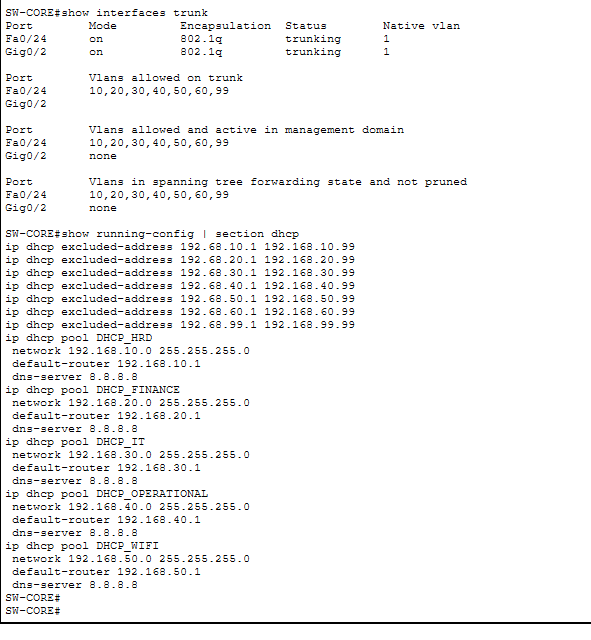 SW-CORE#show interfaces trunk
Port Mode Encapsulation Status Native vlan
Fa0/24 on 802.1q trunking 1
Gig0/2 on 802.1q trunking 1
Port Vlans allowed on trunk
Fa0/24 10,20,30,40,50,60,99
Gig0/2
Port Vlans allowed and active in management domain
Fa0/24 10,20,30,40,50,60,99
Gig0/2 none
Port Vlans in spanning tree forwarding state and not pruned
Fa0/24 10,20,30,40,50,60,99
Gig0/2 none
SW-CORE#show running-config | section dhcp
ip dhcp excluded-address 192.68.10.1 192.168.10.99
ip dhcp excluded-address 192.68.20.1 192.168.20.99
ip dhcp excluded-address 192.68.30.1 192.168.30.99
ip dhcp excluded-address 192.68.40.1 192.168.40.99
ip dhcp excluded-address 192.68.50.1 192.168.50.99
ip dhcp excluded-address 192.68.60.1 192.168.60.99
ip dhcp excluded-address 192.68.99.1 192.168.99.99
ip dhcp pool DHCP_HRD
network 192.168.10.0 255.255.255.0
default-router 192.168.10.1
dns-server 8.8.8.8
ip dhcp pool DHCP_FINANCE
network 192.168.20.0 255.255.255.0
default-router 192.168.20.1
dns-server 8.8.8.8
ip dhcp pool DHCP_IT
network 192.168.30.0 255.255.255.0
default-router 192.168.30.1
dns-server 8.8.8.8
ip dhcp pool DHCP_OPERATIONAL
network 192.168.40.0 255.255.255.0
default-router 192.168.40.1
dns-server 8.8.8.8
ip dhcp pool DHCP_WIFI
network 192.168.50.0 255.255.255.0
default-router 192.168.50.1
dns-server 8.8.8.8
SW-CORE#
SW-CORE#